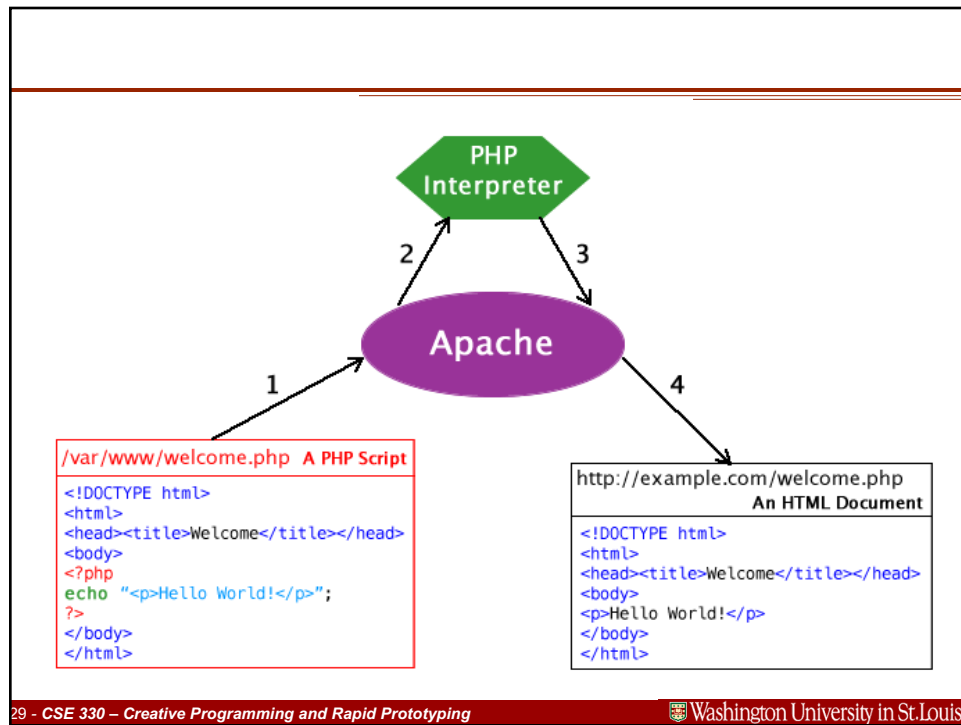 PHP
Interpreter
2
3
Apache
1
4
/var/www/welcome.php A PHP Script
<!DOCTYPE html>
<html>
<head><title>Welcome</title></head>
<body>
<?php
echo “<p>Hello World!</p>”;
?>
</body>
</html>
http://example.com/welcome.php
An HTML Document
<!DOCTYPE html>
<html>
<head><title>Welcome</title></head>
<body>
<p>Hello World!</p>
</body>
</html>
29 - CSE 330 – Creative Programming and Rapid Prototyping
Washington University in St.Louis